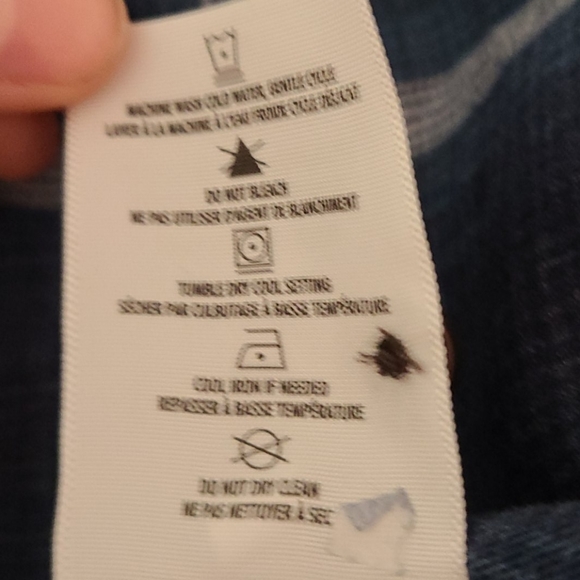 MACHINE WASH COLD WATER, GENTLE CYCLE
LAVER À LA MACHINE À L'EAU FROIDE CYCLE DÉLICAT
DO NOT BLEACH
NE PAS UTILISER D'AGENT DE BLANCHIMENT
TUMBLE DRY COOL SETTING
SÉCHER PAR CULBUTAGE À BASSE TEMPÉRATURE
COOL IRON IF NEEDED
REPASSER À BASSE TEMPÉRATURE
DO NOT DRY CLEAN
NE PAS NETTOYER À SEC